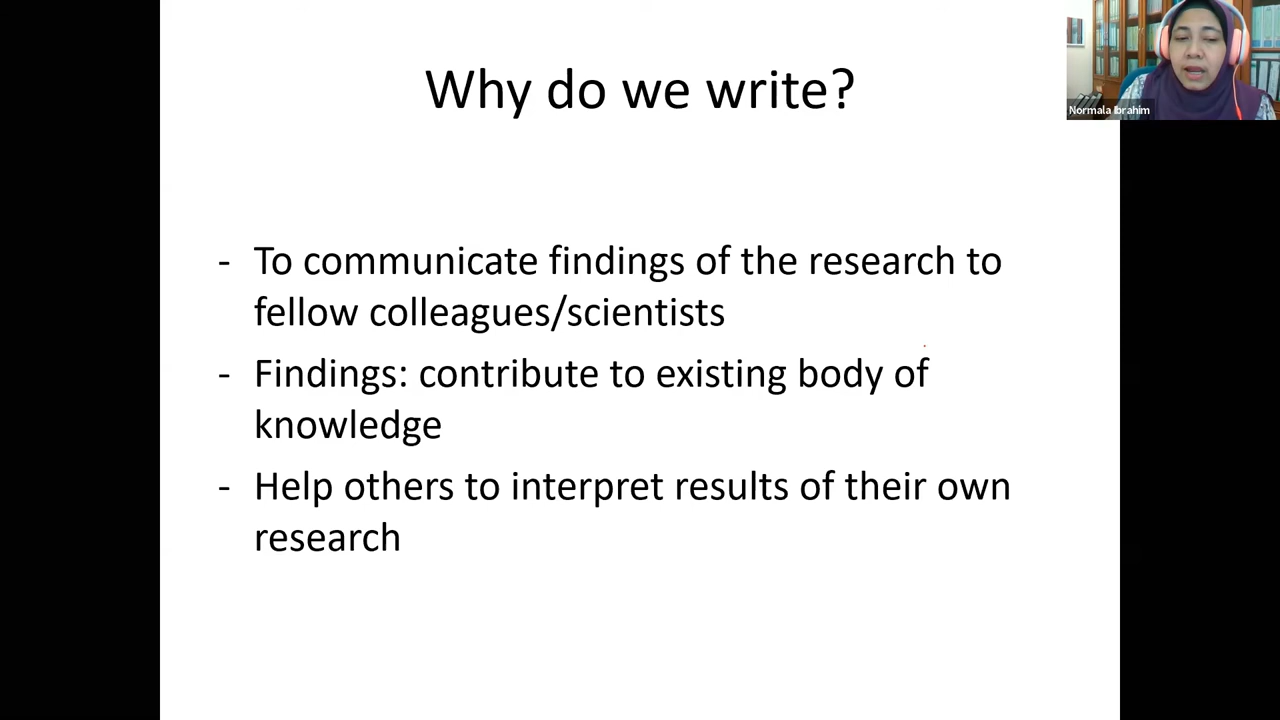 Why do we write?
Normala Ibrahim
- To communicate findings of the research to
fellow colleagues/scientists
- Findings: contribute to existing body of
knowledge
- Help others to interpret results of their own
research